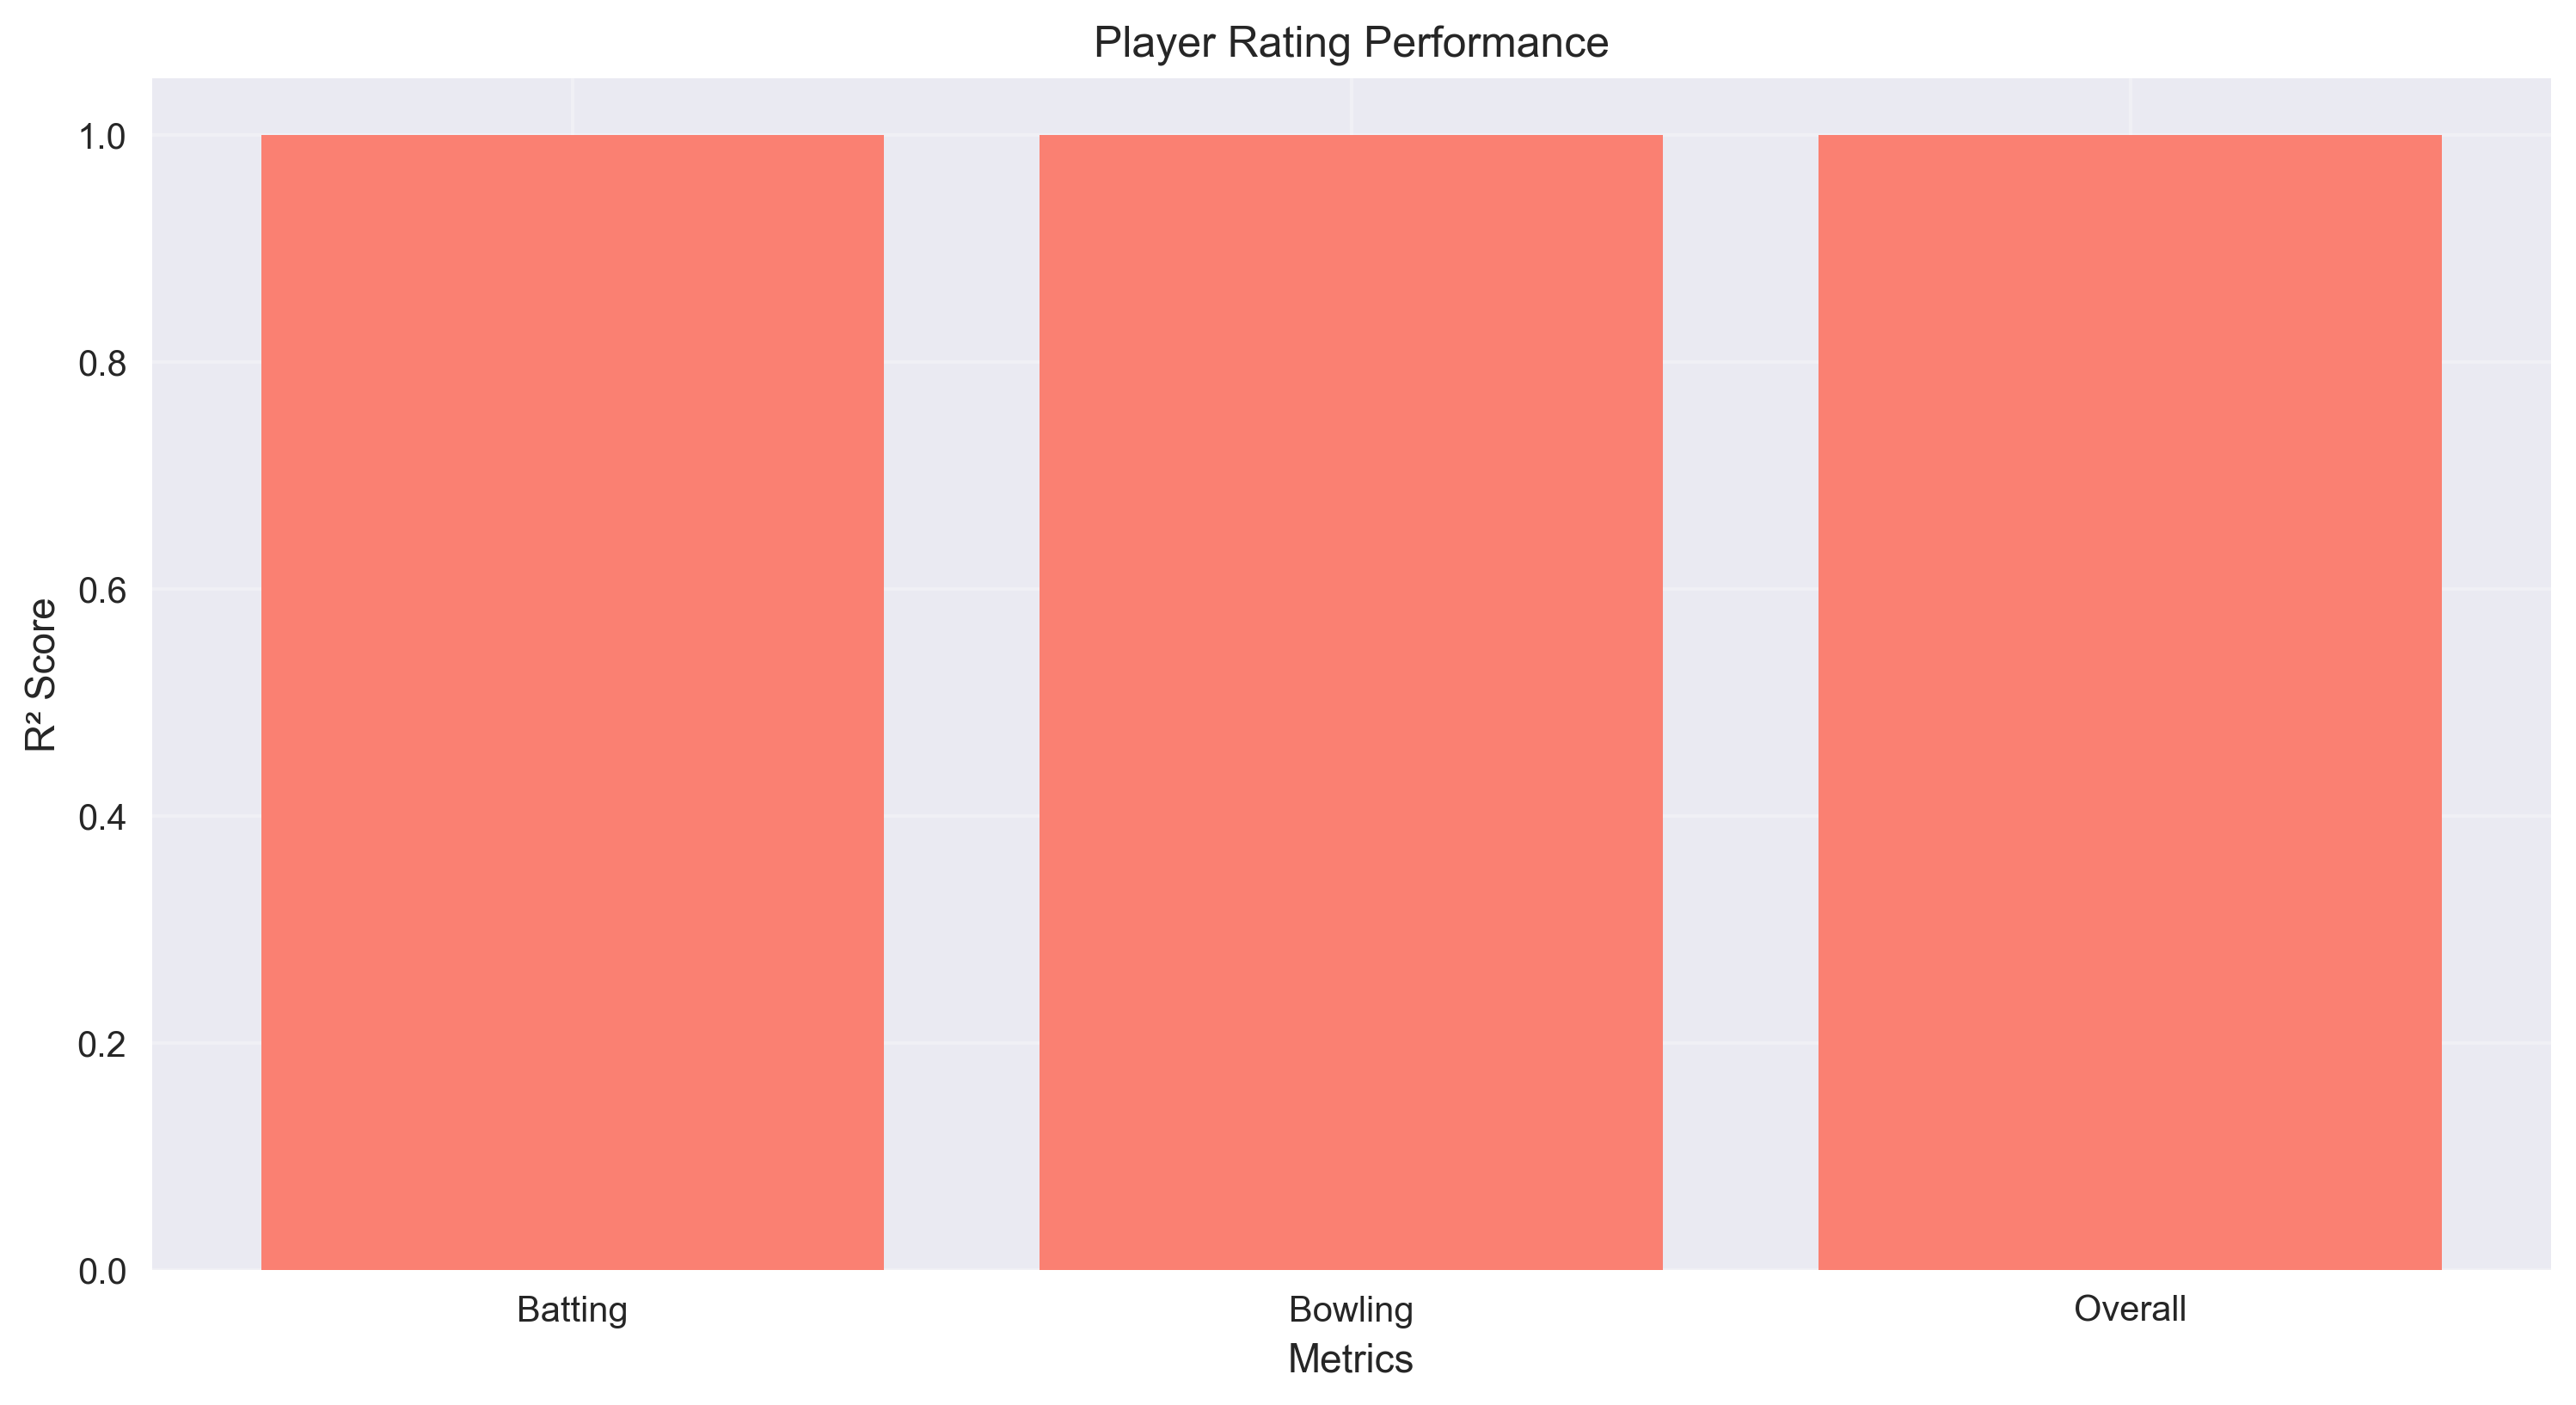 Player Rating Performance
1.0
0.8
0.6
0.4
0.2
0.0
R² Score
Batting Bowling Overall
Metrics